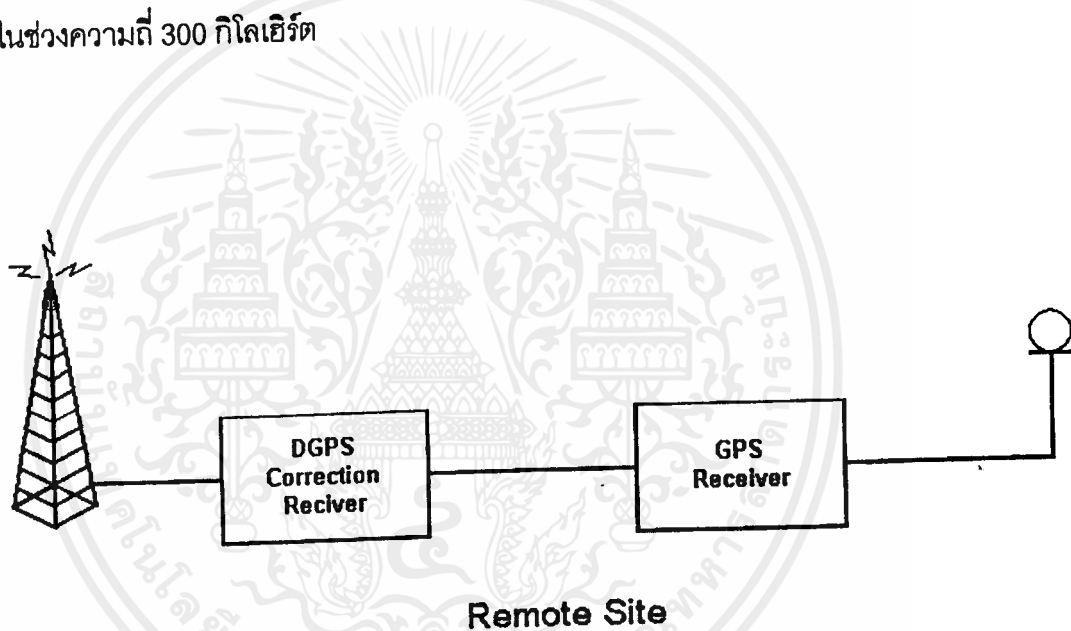 ในช่วงความถี่ 300 กิโลเฮิร์ต
DGPS
Correction
Reciver
GPS
Receiver
Remote Site